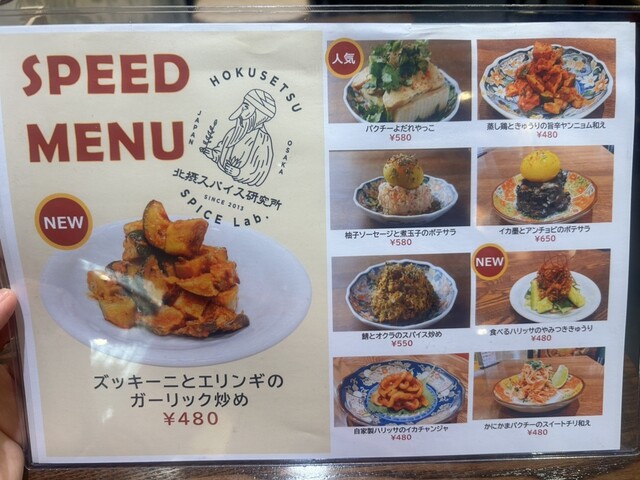 SPEED
MENU
HOKUSETSU
JAPAN
OSAKA
北摂スパイス研究所
SINCE 2015
SPICE Lab.
NEW
ズッキーニとエリンギの
ガーリック炒め
¥480
人気
パクチーよだれやっこ
¥580
蒸し鶏ときゅうりの旨辛ヤンニョム和え
¥480
柚子ソーセージと煮玉子のポテサラ
¥580
イカ墨とアンチョビのポテサラ
¥650
NEW
鯖とオクラのスパイス炒め
¥550
食べるハリッサのやみつききゅうり
¥480
自家製ハリッサのイカチャンジャ
¥480
かにかまパクチーのスイートチリ和え
¥480